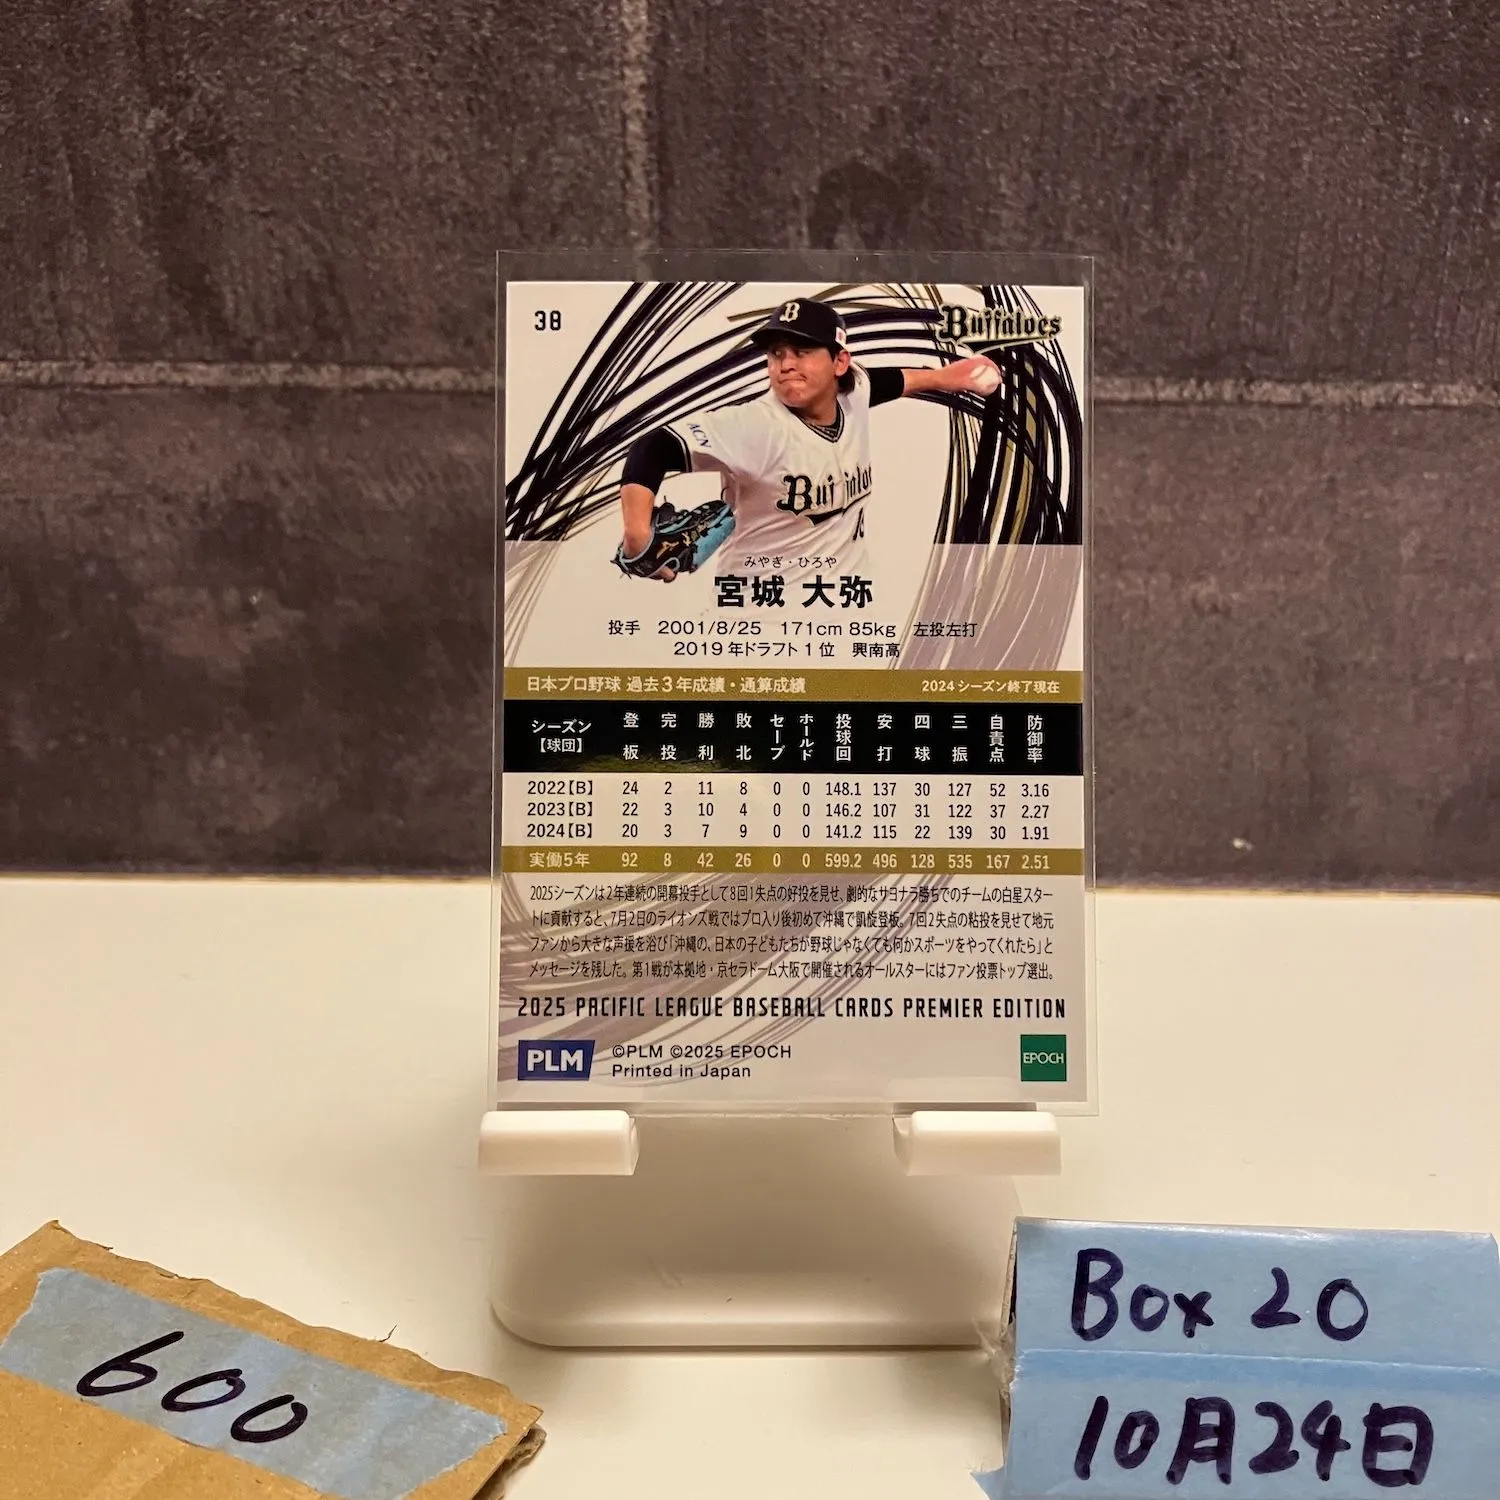 38
Buffaloes
B
ACN
Buffaloes
みやぎ・ひろや
宮城 大弥
投手 2001/8/25 171cm 85kg 左投左打
2019年ドラフト1位 興南高
日本プロ野球 過去3年成績・通算成績 2024シーズン終了現在
シーズン【球団】 登板 完投 勝利 敗北 セーブ ホールド 投球回 安打 四球 三振 自責点 防御率
2022【B】 24 2 11 8 0 0 148.1 137 30 127 52 3.16
2023【B】 22 3 10 4 0 0 146.2 107 31 122 37 2.27
2024【B】 20 3 7 9 0 0 141.2 115 22 139 30 1.91
実働5年 92 8 42 26 0 0 599.2 496 128 535 167 2.51
2025シーズンは2年連続の開幕投手として8回1失点の好投を見せ、劇的なサヨナラ勝ちでのチームの白星スター
トに貢献すると、7月2日のライオンズ戦ではプロ入り後初めて沖縄で凱旋登板。7回2失点の粘投を見せて地元
ファンから大きな声援を浴び「沖縄の、日本の子どもたちが野球じゃなくても何かスポーツをやってくれたら」と
メッセージを残した。第1戦が本拠地・京セラドーム大阪で開催されるオールスターにはファン投票トップ選出。
2025 PACIFIC LEAGUE BASEBALL CARDS PREMIER EDITION
PLM
©PLM ©2025 EPOCH
Printed in Japan
EPOCH
600
Box 20
10月24日